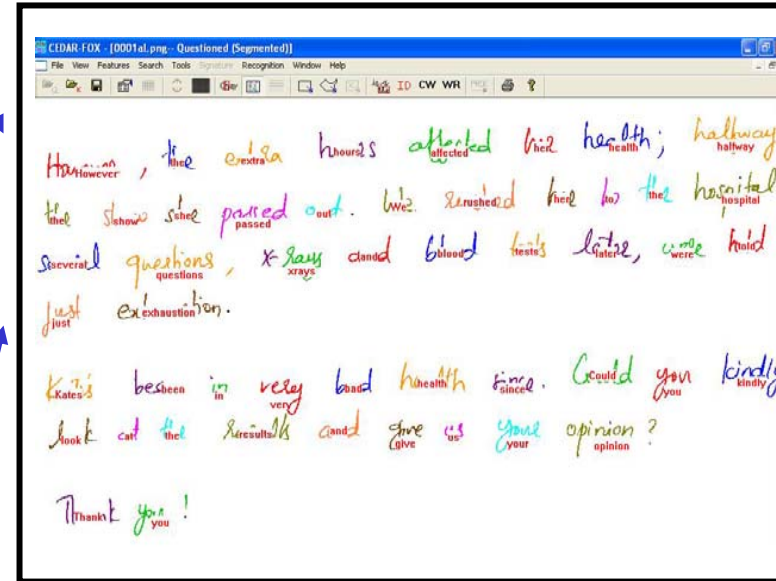 CEDAR-FOX - [0001al.png-- Questioned (Segmented)]
File View Features Search Tools Signature Recognition Window Help
ID CW WR
However, the extra hours affected her health; halfway
the show she passed out. We rushed her to the hospital
several questions, x-rays and blood tests later, were told
just exhaustion.
Kate's been in very bad health since. Could you kindly
look at the results and give us your opinion?
Thank you!